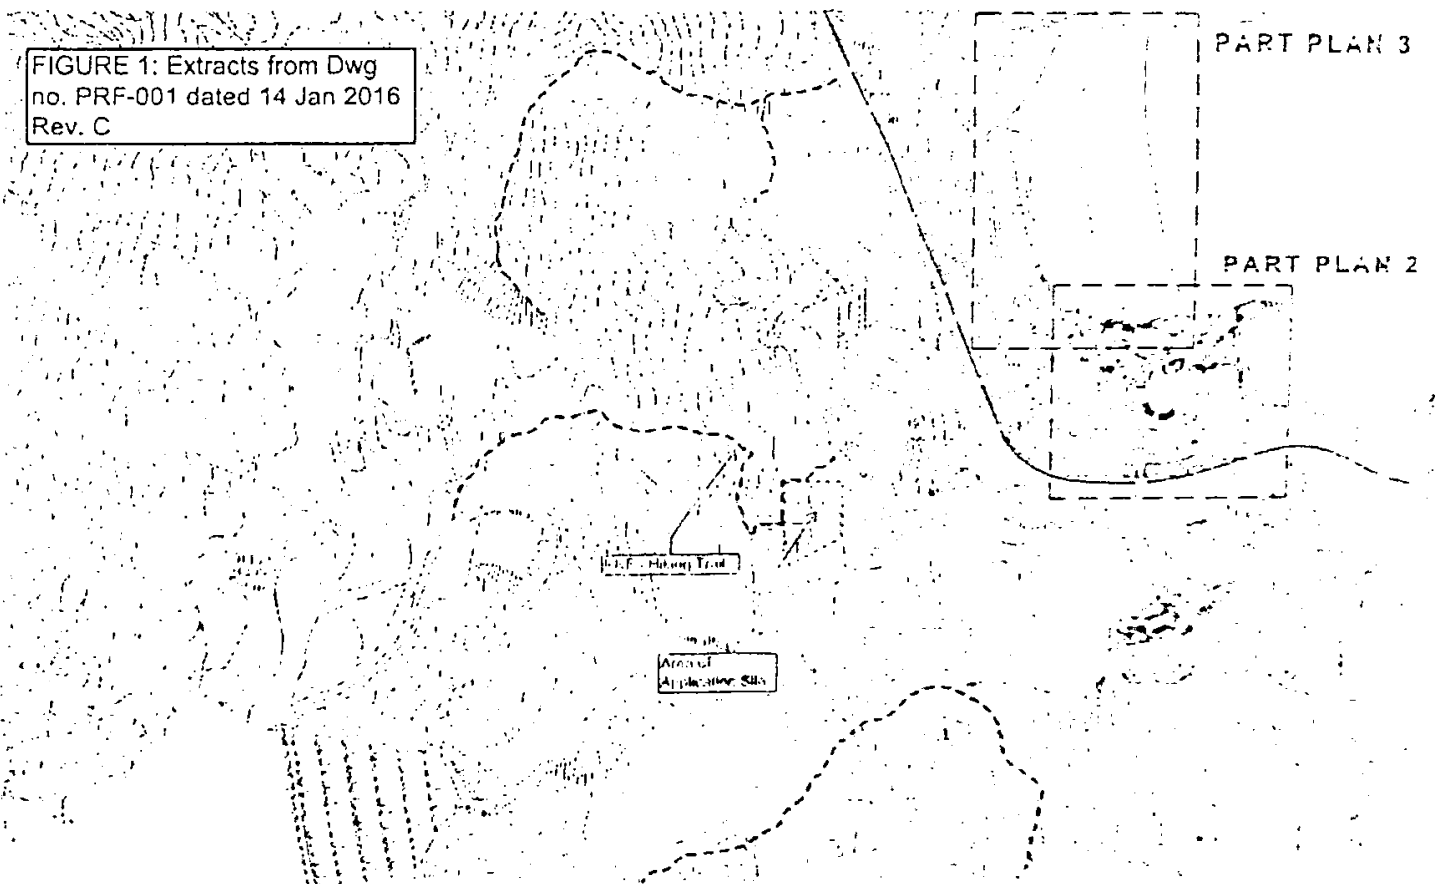 FIGURE 1: Extracts from Dwg
no. PRF-001 dated 14 Jan 2016
Rev. C
PART PLAN 3
PART PLAN 2
Hiking Trail
Area of
Application Site
1